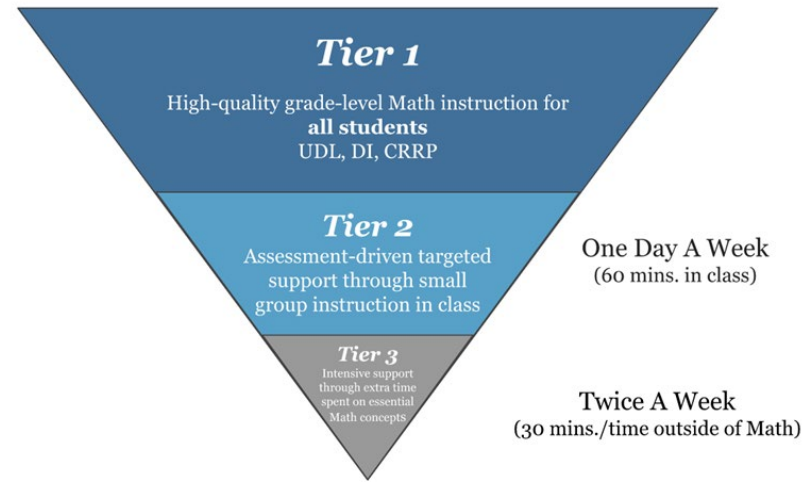 Tier 1
High-quality grade-level Math instruction for
all students
UDL, DI, CRRP
Tier 2
Assessment-driven targeted
support through small
group instruction in class
One Day A Week
(60 mins. in class)
Tier 3
Intensive support
through extra time
spent on essential
Math concepts
Twice A Week
(30 mins./time outside of Math)